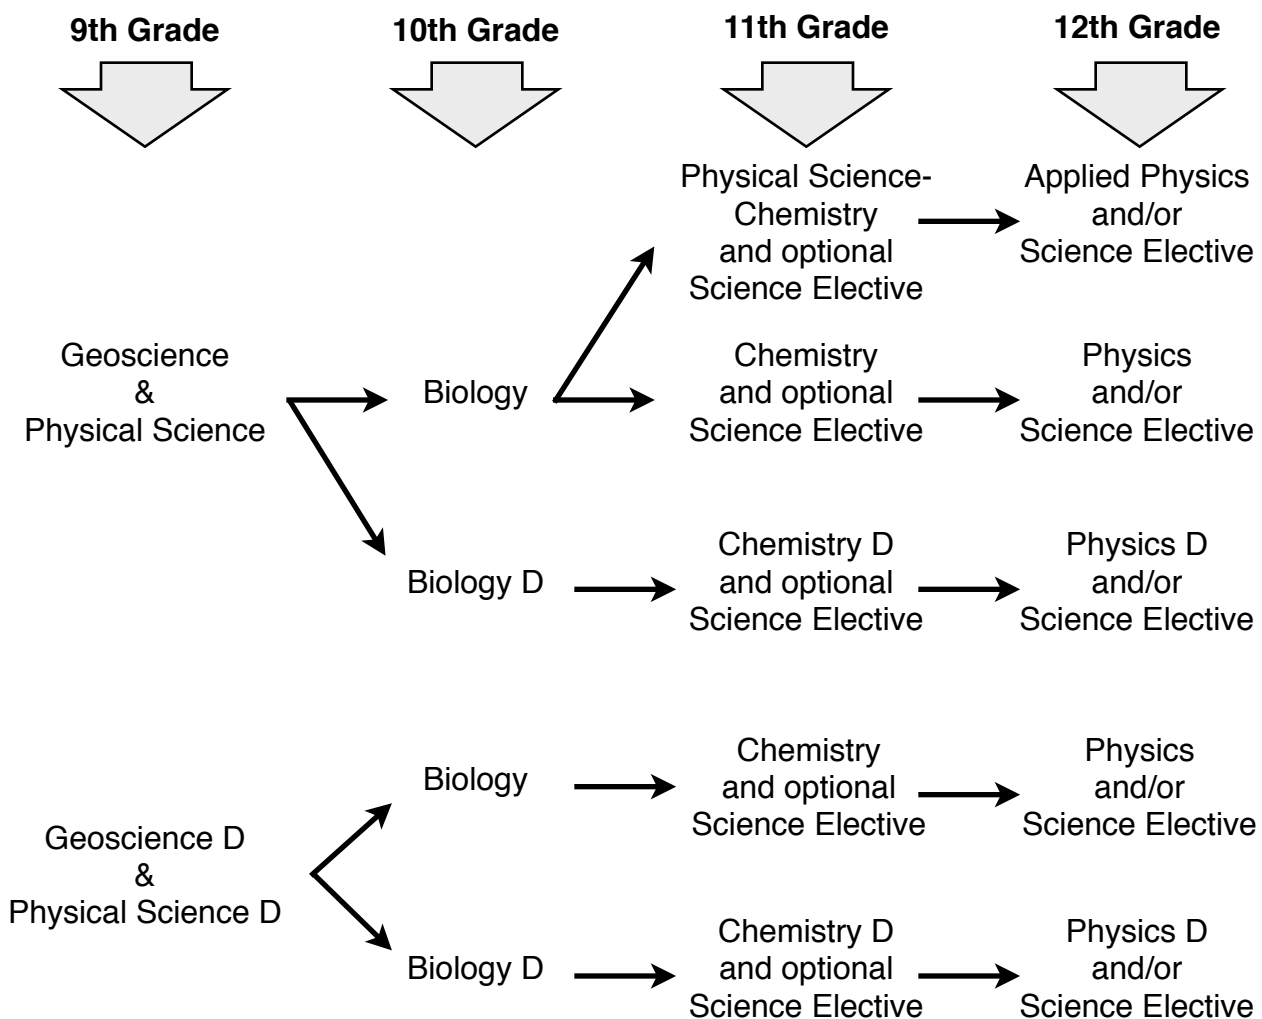 9th Grade
10th Grade
11th Grade
12th Grade
Physical Science-
Chemistry
and optional
Science Elective
Applied Physics
and/or
Science Elective
Geoscience
&
Physical Science
Biology
Chemistry
and optional
Science Elective
Physics
and/or
Science Elective
Biology D
Chemistry D
and optional
Science Elective
Physics D
and/or
Science Elective
Geoscience D
&
Physical Science D
Biology
Chemistry
and optional
Science Elective
Physics
and/or
Science Elective
Biology D
Chemistry D
and optional
Science Elective
Physics D
and/or
Science Elective